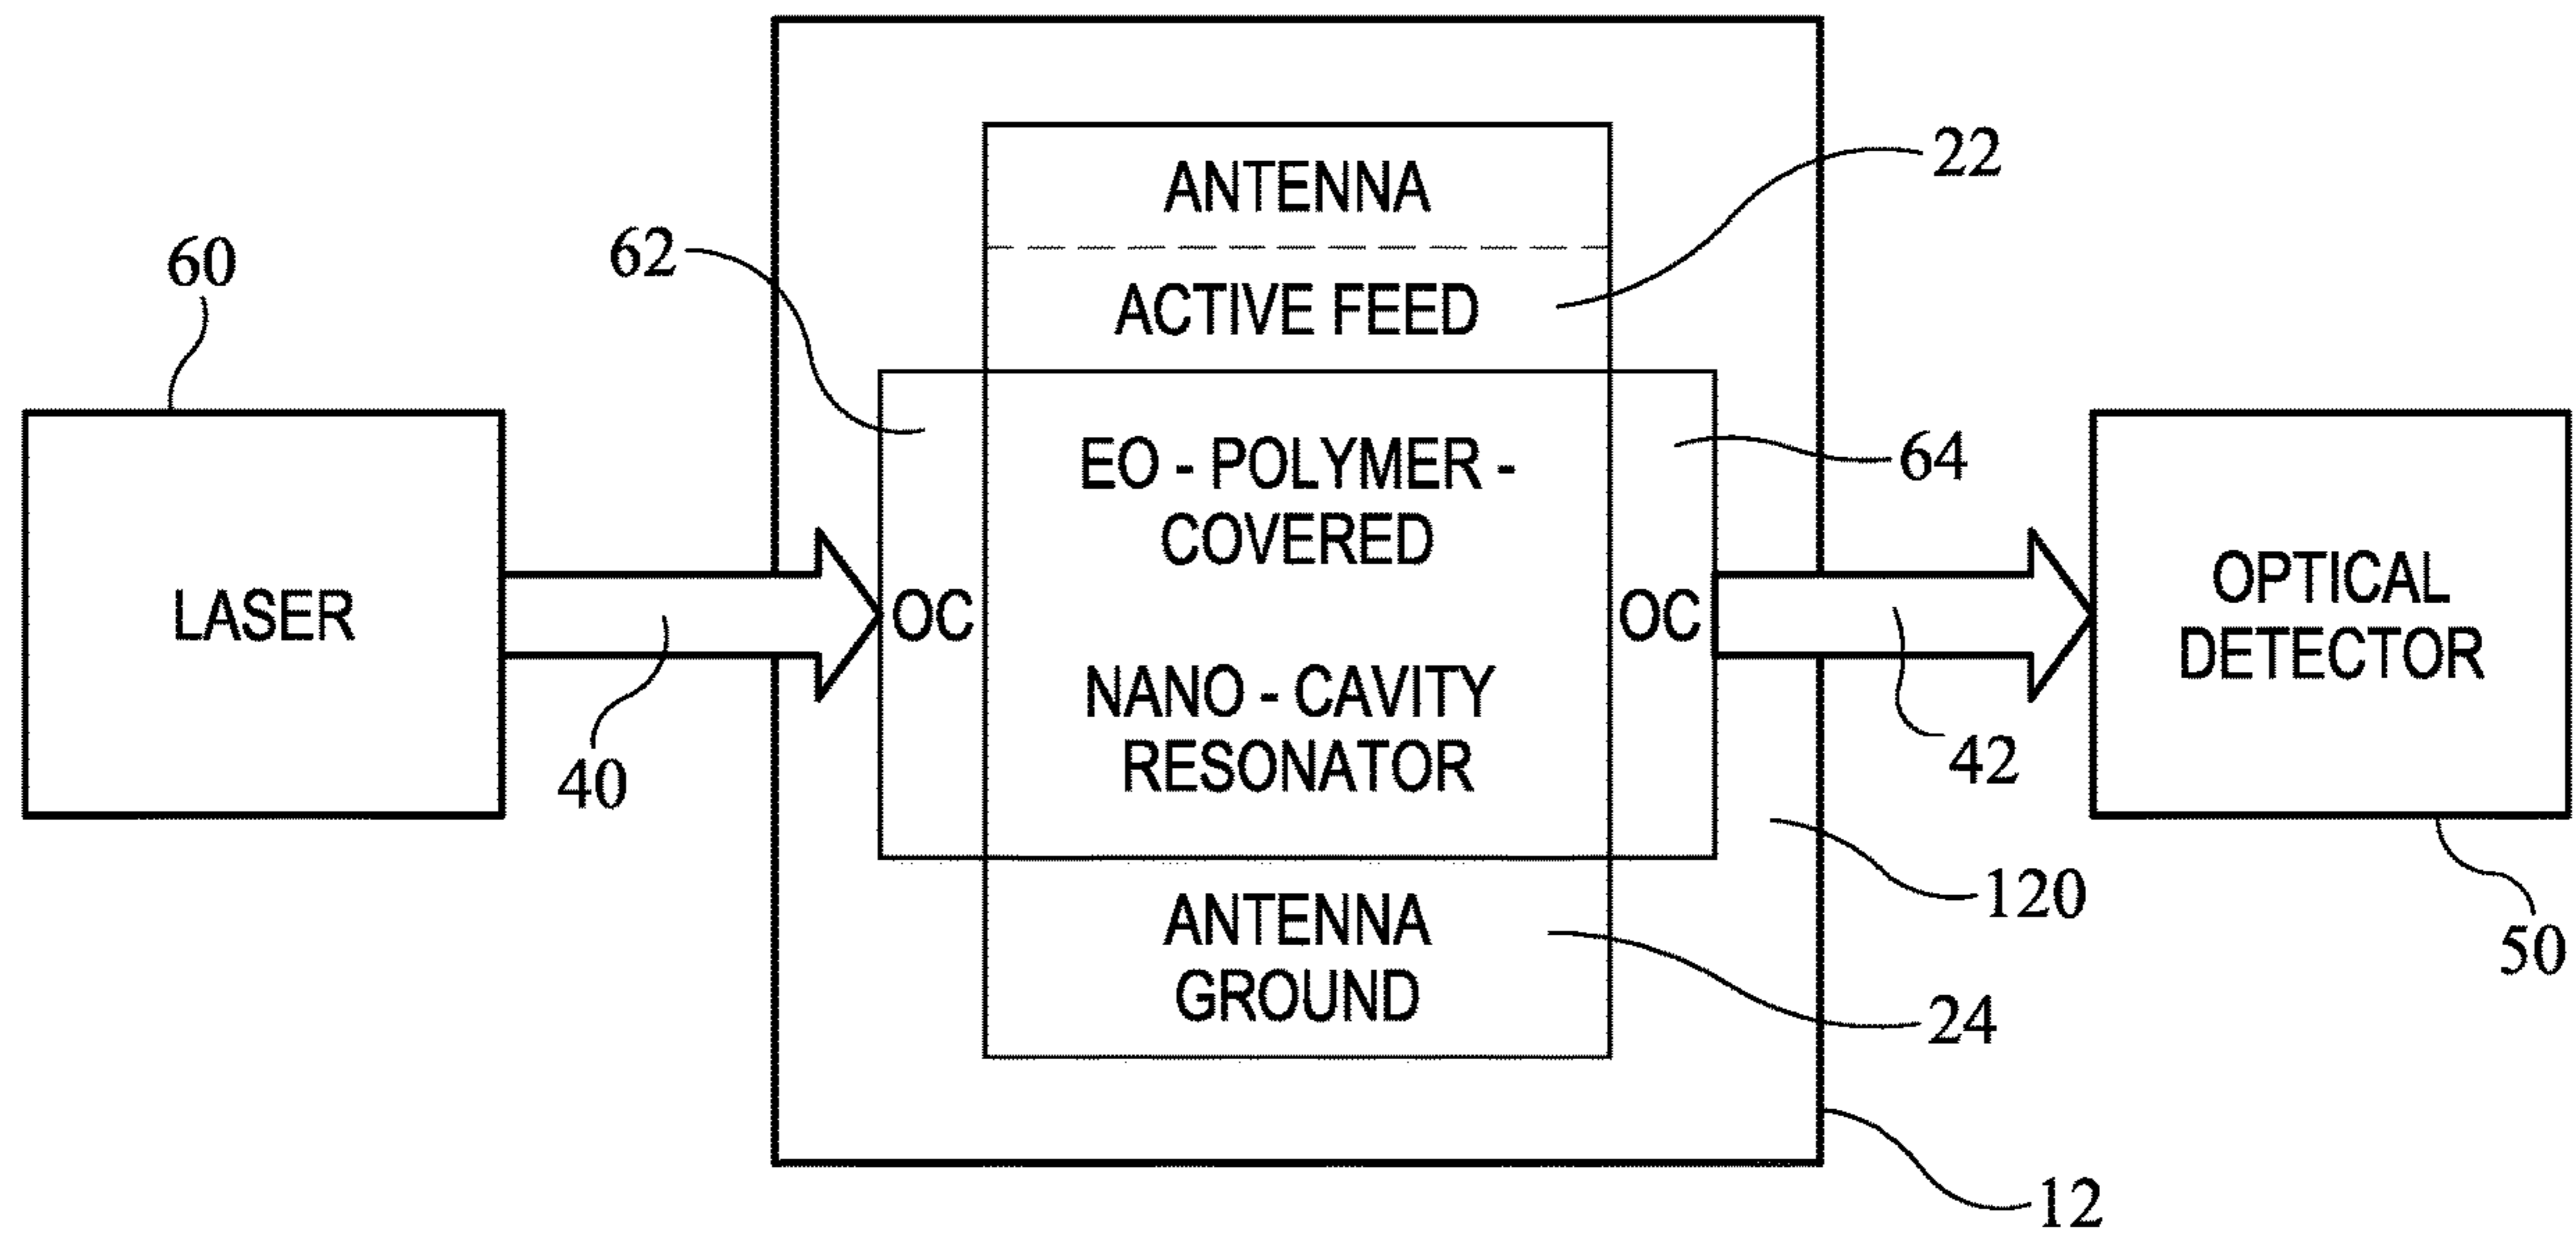 ANTENNA
22
62
60
ACTIVE FEED
EO - POLYMER -
COVERED
64
LASER
OC
OC
OPTICAL
DETECTOR
NANO - CAVITY
RESONATOR
40
42
120
ANTENNA
GROUND
50
24
12